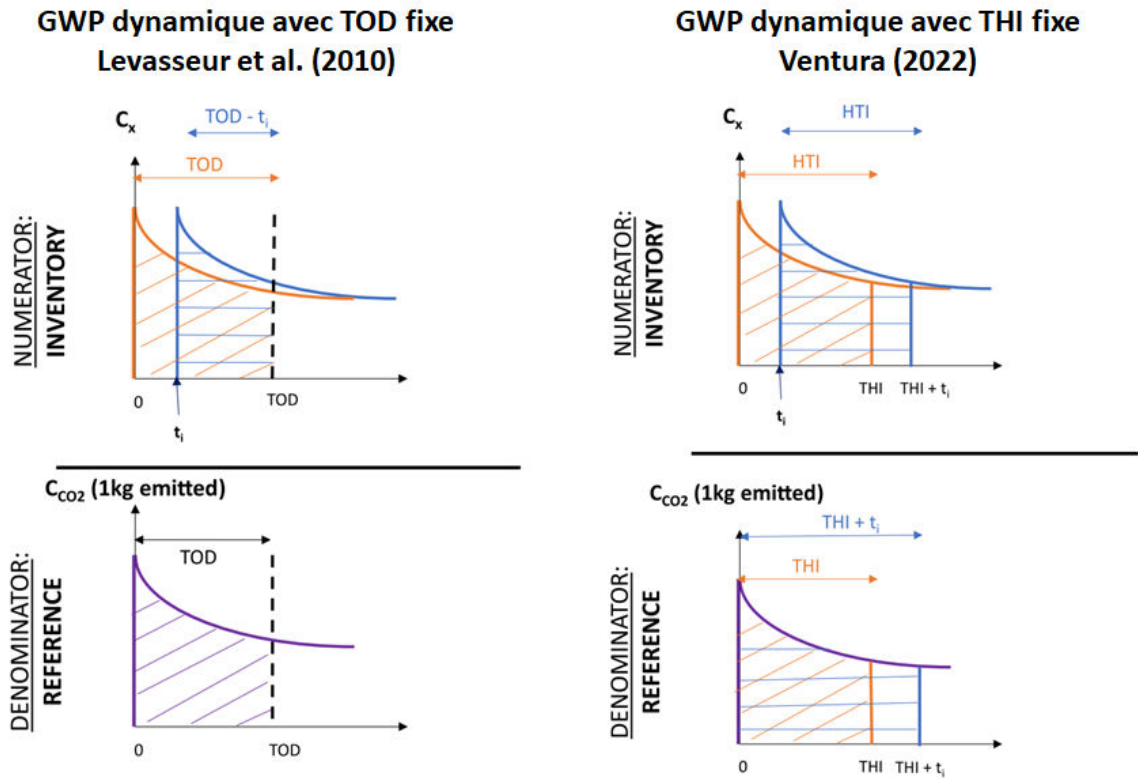 GWP dynamique avec TOD fixe
Levasseur et al. (2010)
Cx
TOD - ti
TOD
NUMERATOR:
INVENTORY
0
TOD
ti
CCO2 (1kg emitted)
TOD
DENOMINATOR:
REFERENCE
0
TOD
GWP dynamique avec THI fixe
Ventura (2022)
Cx
HTI
HTI
NUMERATOR:
INVENTORY
0
THI
THI + ti
ti
CCO2 (1kg emitted)
THI + ti
THI
DENOMINATOR:
REFERENCE
0
THI
THI + ti